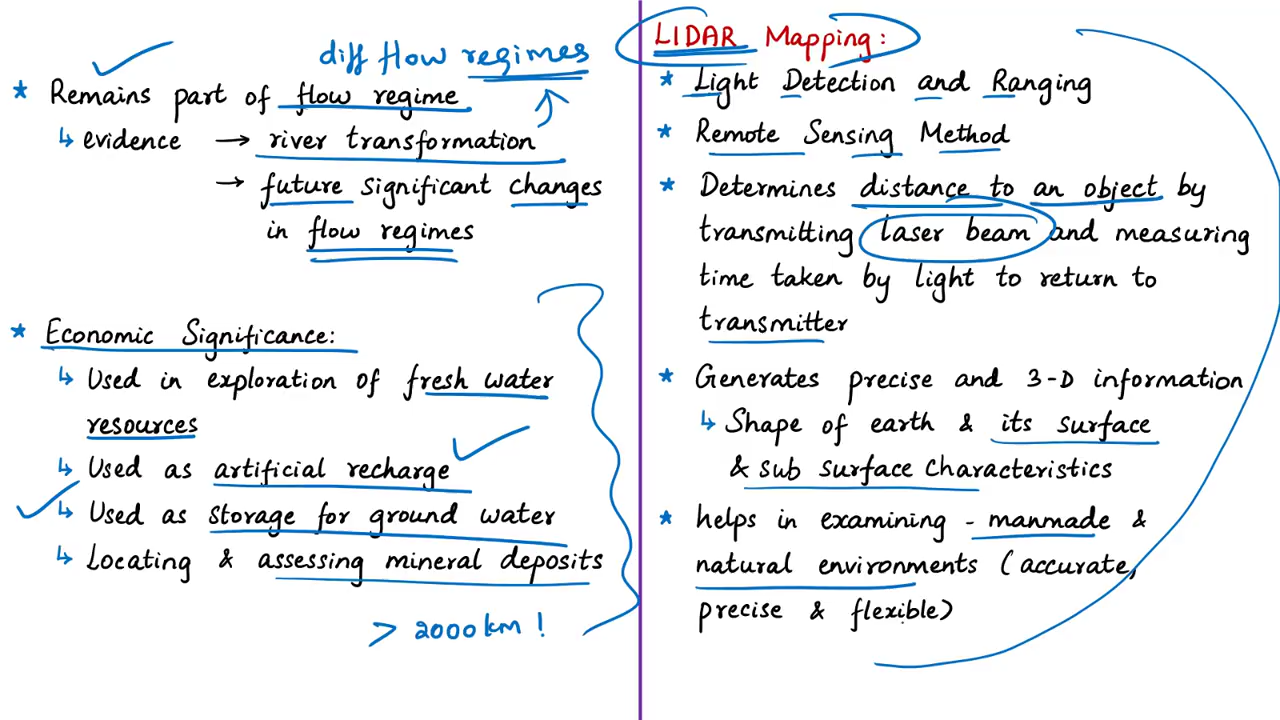 diff flow regimes
* Remains part of flow regime
↳ evidence → river transformation
→ future significant changes
in flow regimes
* Economic Significance:
↳ Used in exploration of fresh water
resources
↳ Used as artificial recharge
↳ Used as storage for ground water
↳ Locating & assessing mineral deposits
> 2000 km !
LIDAR Mapping:
* Light Detection and Ranging
* Remote Sensing Method
* Determines distance to an object by
transmitting laser beam and measuring
time taken by light to return to
transmitter
* Generates precise and 3-D information
↳ Shape of earth & its surface
& sub surface characteristics
* helps in examining - manmade &
natural environments (accurate,
precise & flexible)